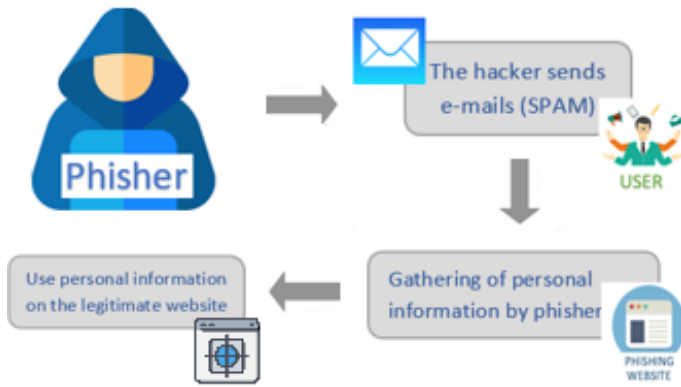 Phisher
The hacker sends
e-mails (SPAM)
USER
Gathering of personal
information by phisher
PHISHING
WEBSITE
Use personal information
on the legitimate website